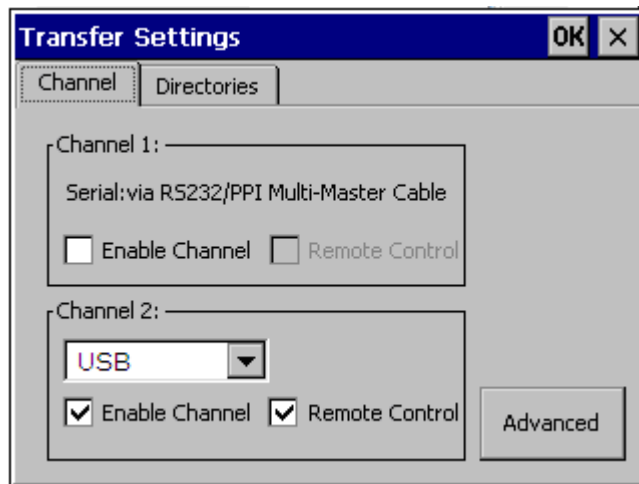 Transfer Settings OK ×
Channel Directories
Channel 1:
Serial:via RS232/PPI Multi-Master Cable
Enable Channel Remote Control
Channel 2:
USB
Enable Channel Remote Control
Advanced